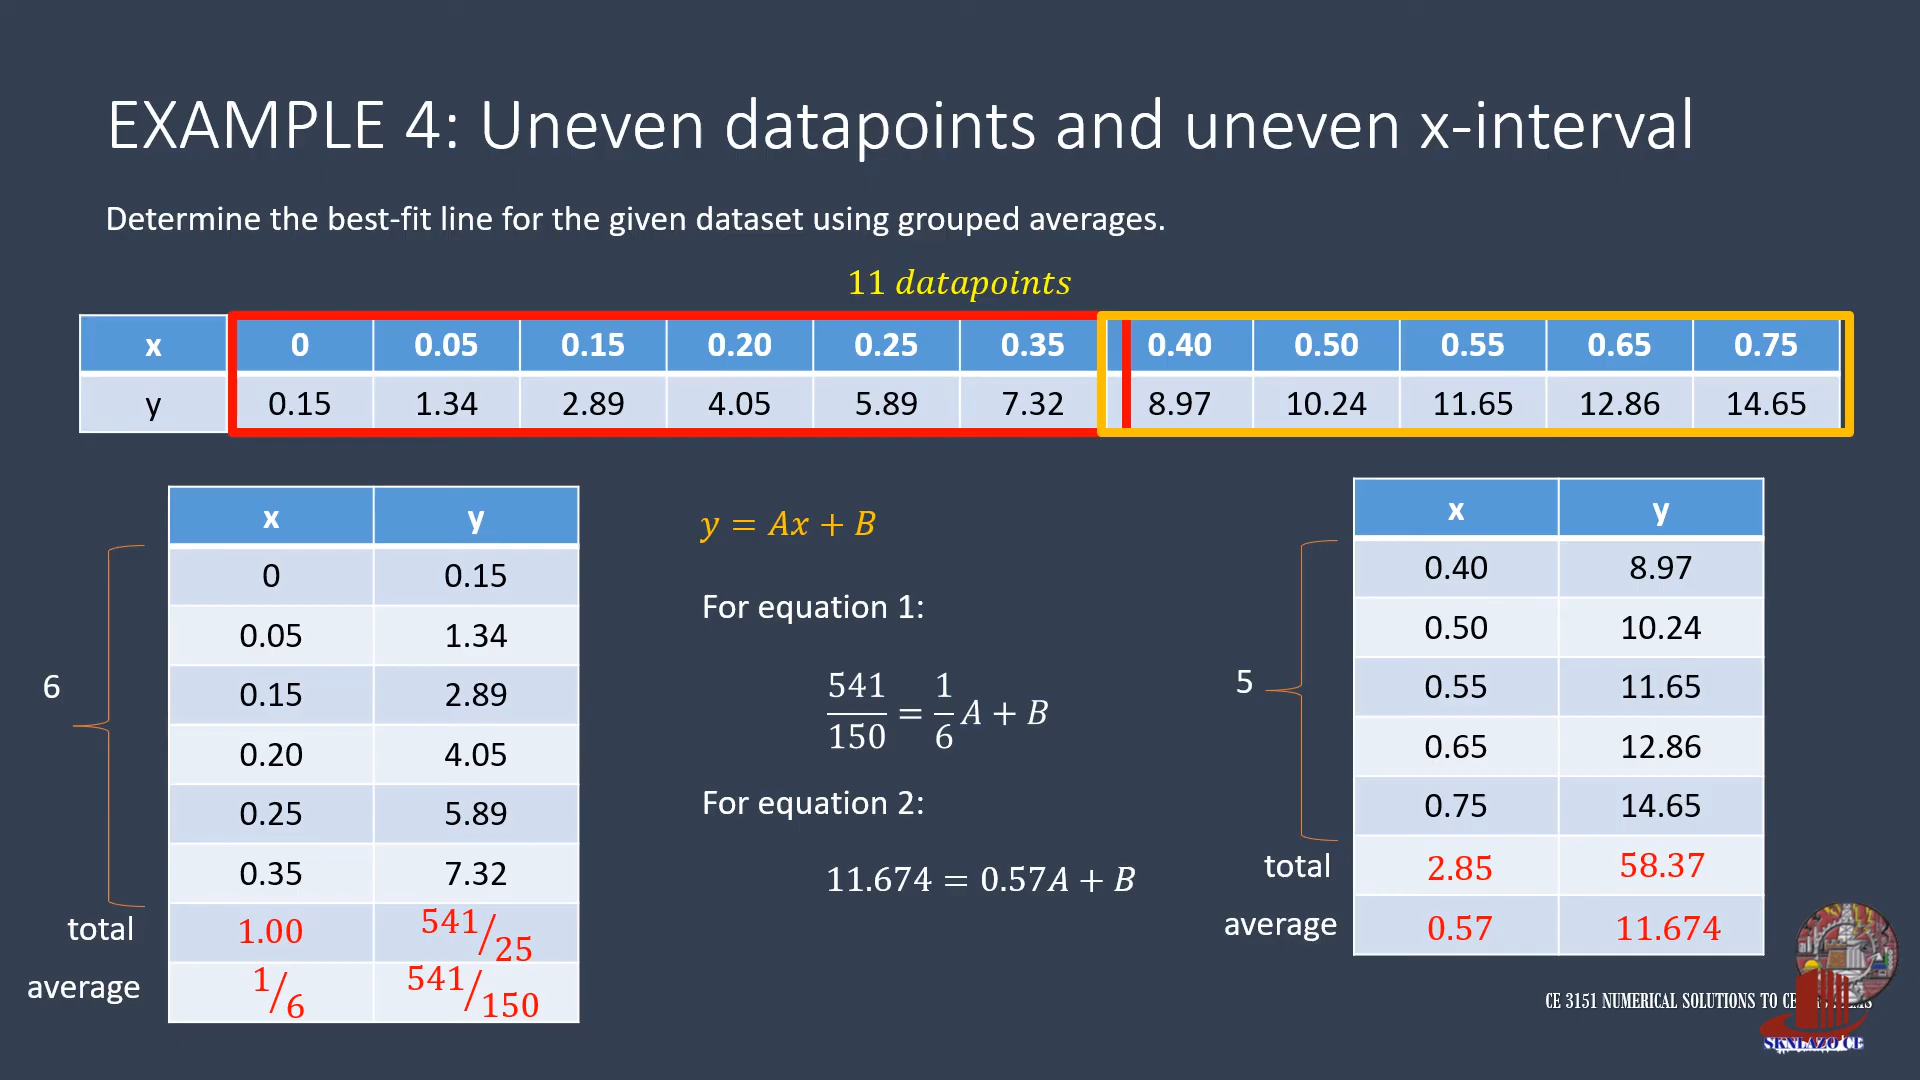 EXAMPLE 4: Uneven datapoints and uneven x-interval
Determine the best-fit line for the given dataset using grouped averages.
11 datapoints
x 0 0.05 0.15 0.20 0.25 0.35 0.40 0.50 0.55 0.65 0.75
y 0.15 1.34 2.89 4.05 5.89 7.32 8.97 10.24 11.65 12.86 14.65
x y
0 0.15
0.05 1.34
0.15 2.89
0.20 4.05
0.25 5.89
0.35 7.32
6
total 1.00 541/25
average 1/6 541/150
y = Ax + B
For equation 1:
541/150 = 1/6 A + B
For equation 2:
11.674 = 0.57A + B
x y
0.40 8.97
0.50 10.24
0.55 11.65
0.65 12.86
0.75 14.65
5
total 2.85 58.37
average 0.57 11.674
CE 3151 NUMERICAL SOLUTIONS TO CE
SKNLAZO CE